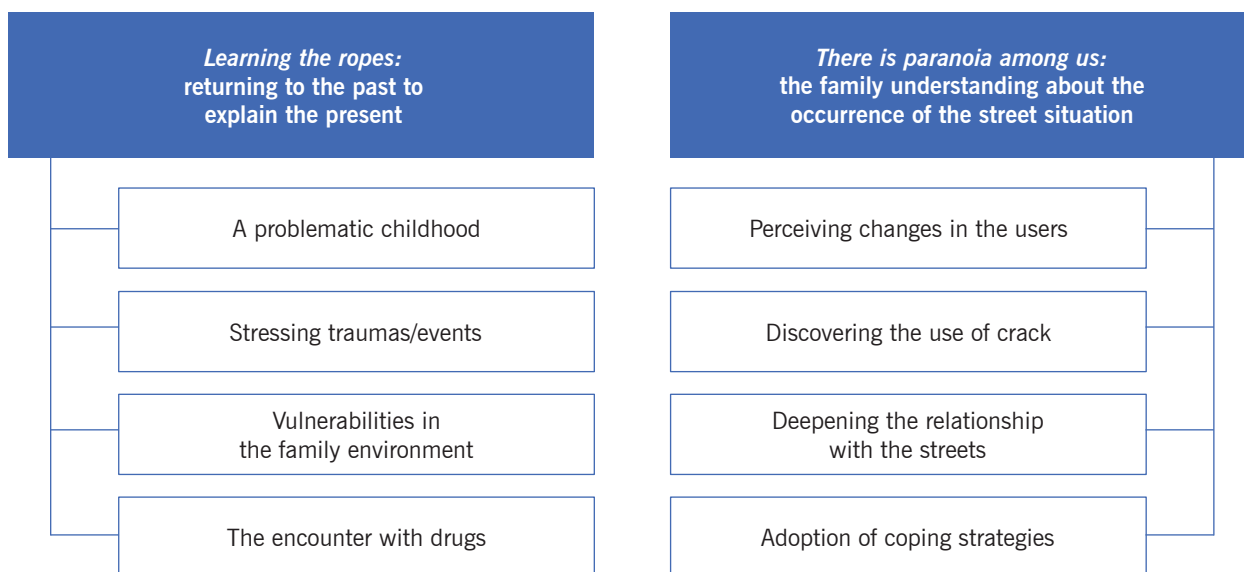 Learning the ropes:
returning to the past to
explain the present
A problematic childhood
Stressing traumas/events
Vulnerabilities in
the family environment
The encounter with drugs
There is paranoia among us:
the family understanding about the
occurrence of the street situation
Perceiving changes in the users
Discovering the use of crack
Deepening the relationship
with the streets
Adoption of coping strategies